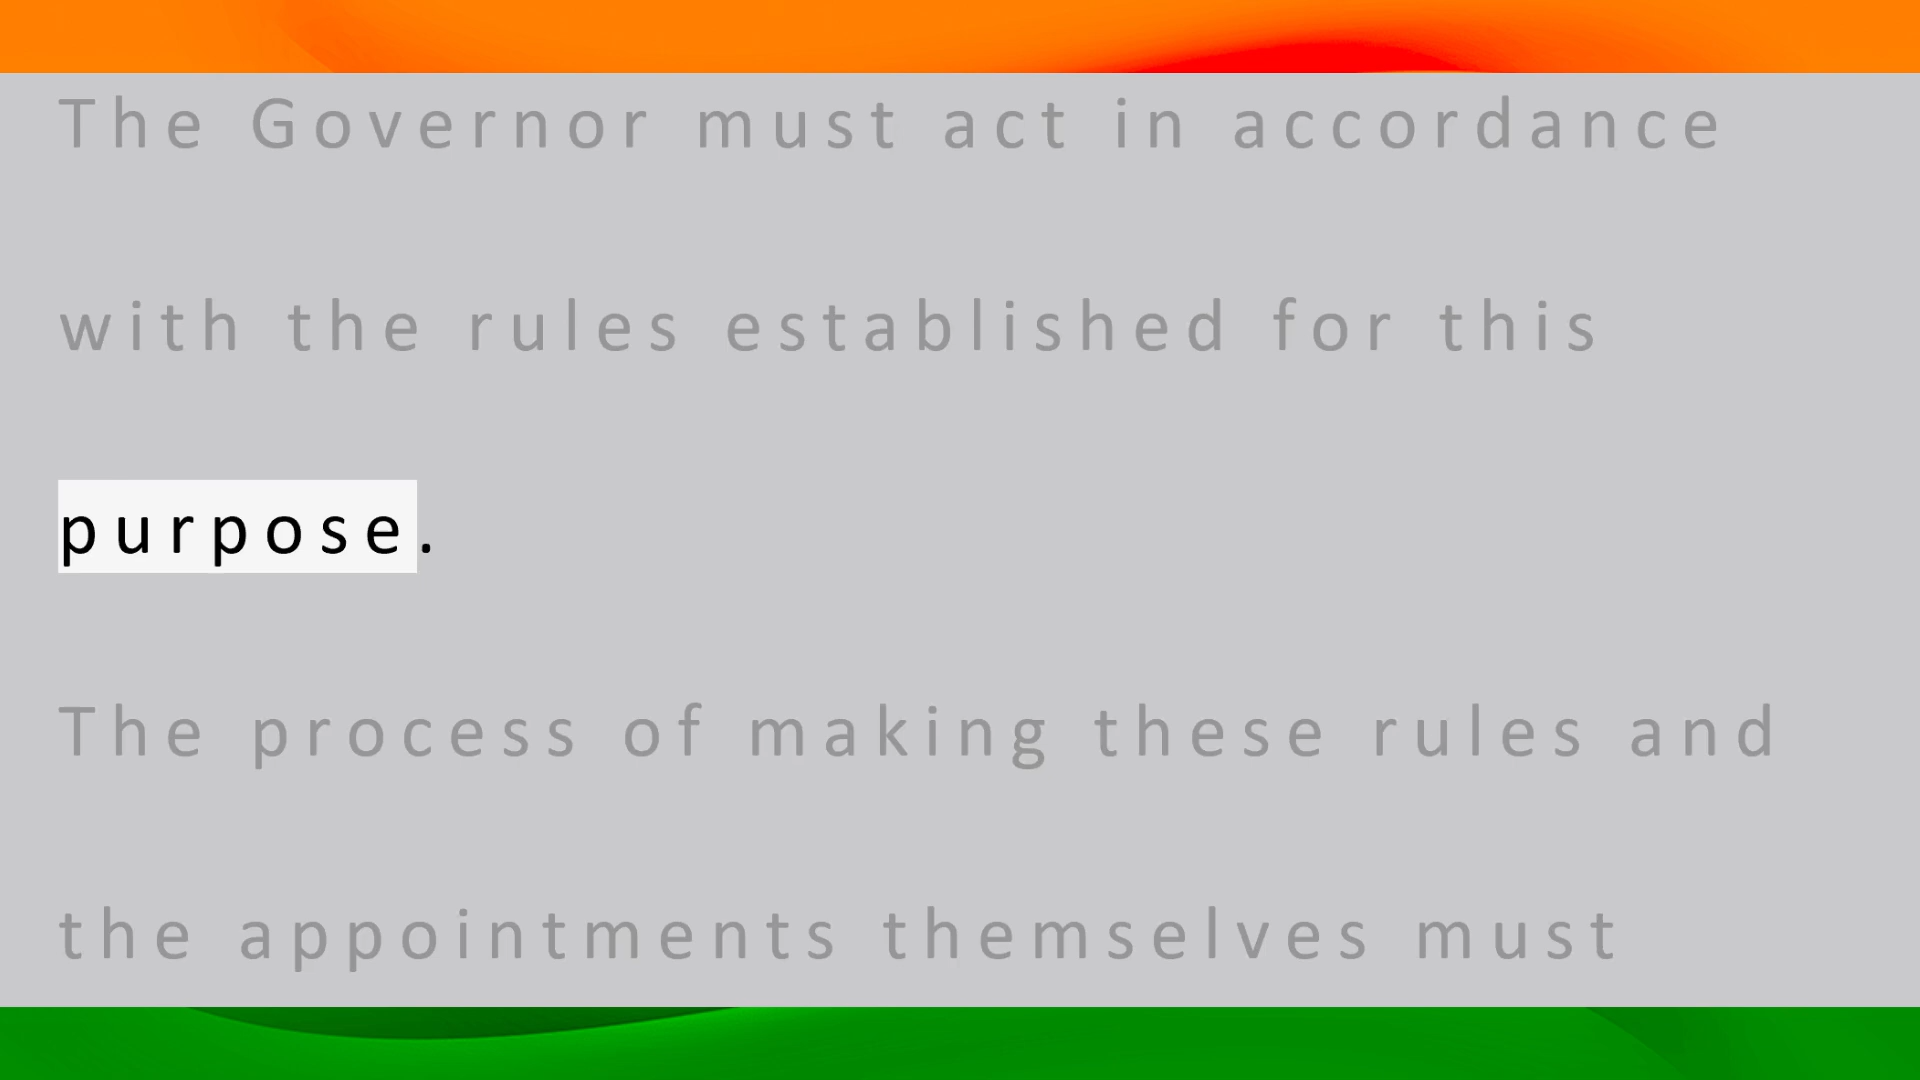 The Governor must act in accordance
with the rules established for this
purpose.
The process of making these rules and
the appointments themselves must